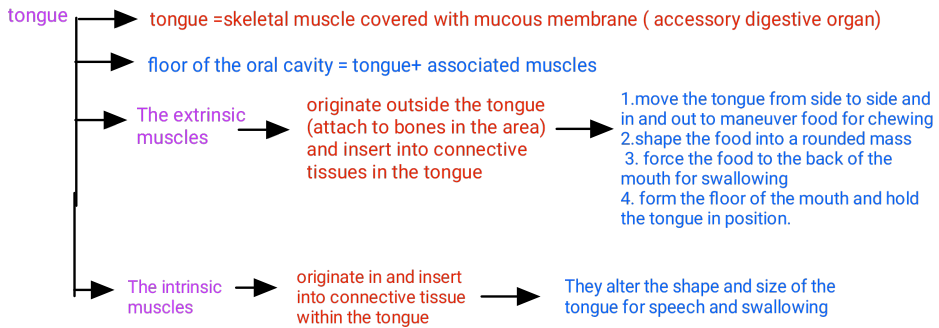 tongue
tongue =skeletal muscle covered with mucous membrane ( accessory digestive organ)
floor of the oral cavity = tongue+ associated muscles
The extrinsic
muscles
originate outside the tongue
(attach to bones in the area)
and insert into connective
tissues in the tongue
1.move the tongue from side to side and
in and out to maneuver food for chewing
2.shape the food into a rounded mass
3. force the food to the back of the
mouth for swallowing
4. form the floor of the mouth and hold
the tongue in position.
The intrinsic
muscles
originate in and insert
into connective tissue
within the tongue
They alter the shape and size of the
tongue for speech and swallowing